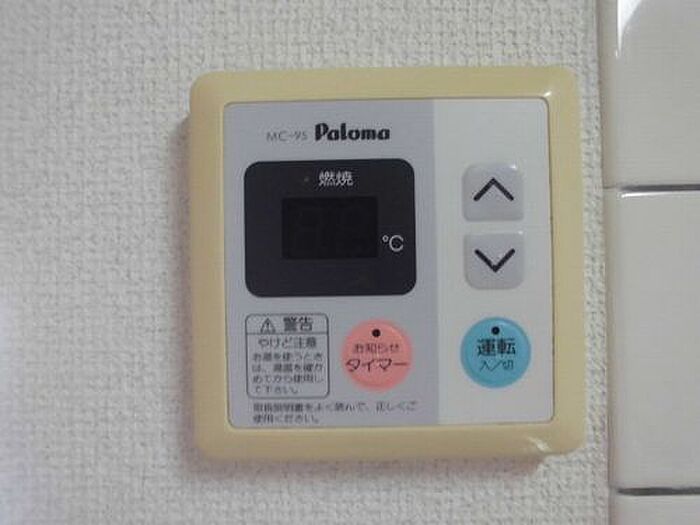 MC-95 Paloma
燃焼
℃
警告
やけど注意
お湯を使うとき
は、湯温を確か
めてから使用し
て下さい。
お知らせ
タイマー
運転
入/切
取扱説明書をよく読んで、正しくご
使用ください。